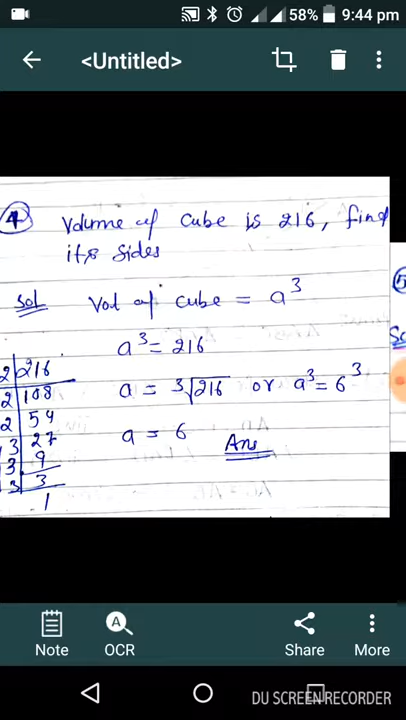 58% 9:44 pm
<Untitled>
4 Volume of cube is 216, find
its sides
Sol Vol of cube = a³
a³ = 216
a = ³√216 or a³ = 6³
a = 6 Ans
2 216
2 108
2 54
3 27
3 9
3 3
1
5
Note OCR Share More
DU SCREEN RECORDER